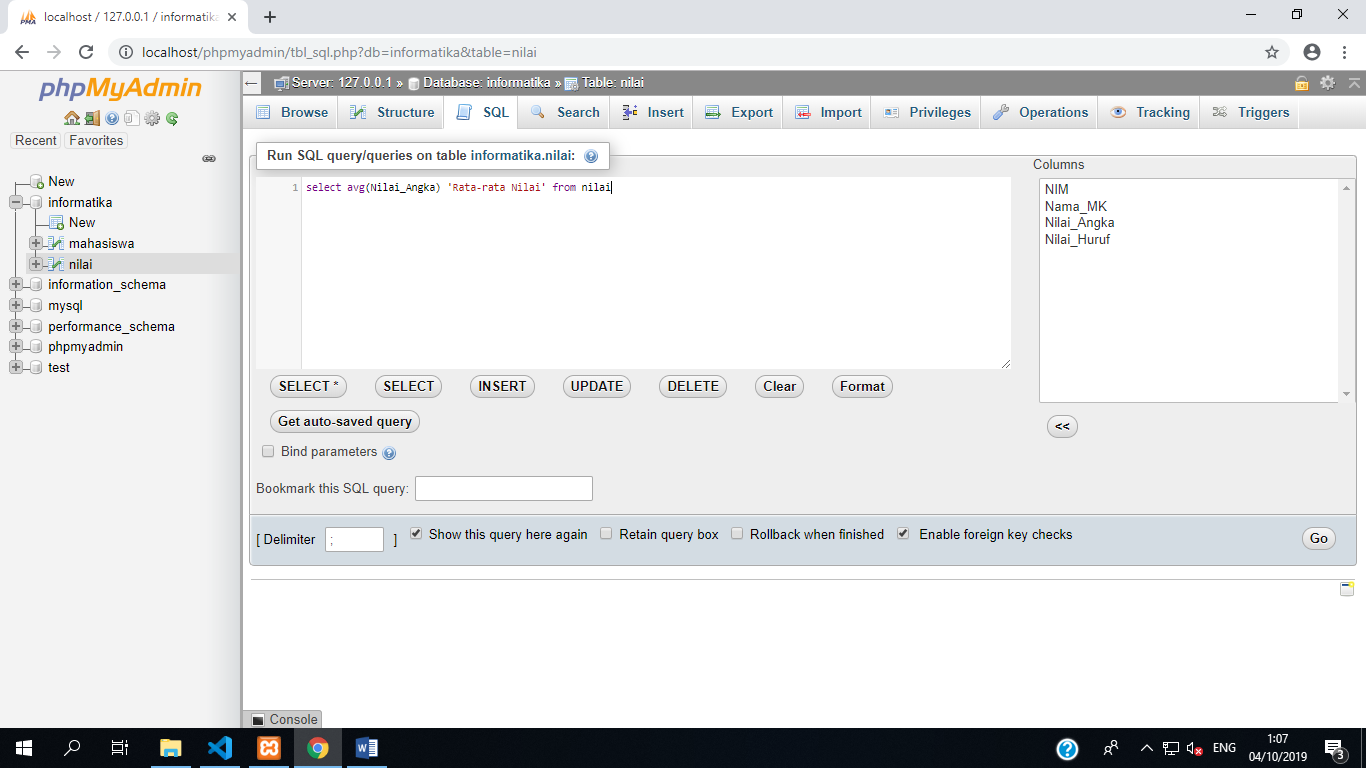 localhost / 127.0.0.1 / informatika
localhost/phpmyadmin/tbl_sql.php?db=informatika&table=nilai
phpMyAdmin
Recent Favorites
New
informatika
New
mahasiswa
nilai
information_schema
mysql
performance_schema
phpmyadmin
test
Server: 127.0.0.1 » Database: informatika » Table: nilai
Browse Structure SQL Search Insert Export Import Privileges Operations Tracking Triggers
Run SQL query/queries on table informatika.nilai:
1 select avg(Nilai_Angka) 'Rata-rata Nilai' from nilai
Columns
NIM
Nama_MK
Nilai_Angka
Nilai_Huruf
SELECT * SELECT INSERT UPDATE DELETE Clear Format
<<
Get auto-saved query
Bind parameters
Bookmark this SQL query:
[ Delimiter ; ] Show this query here again Retain query box Rollback when finished Enable foreign key checks Go
Console
ENG
1:07
04/10/2019
3